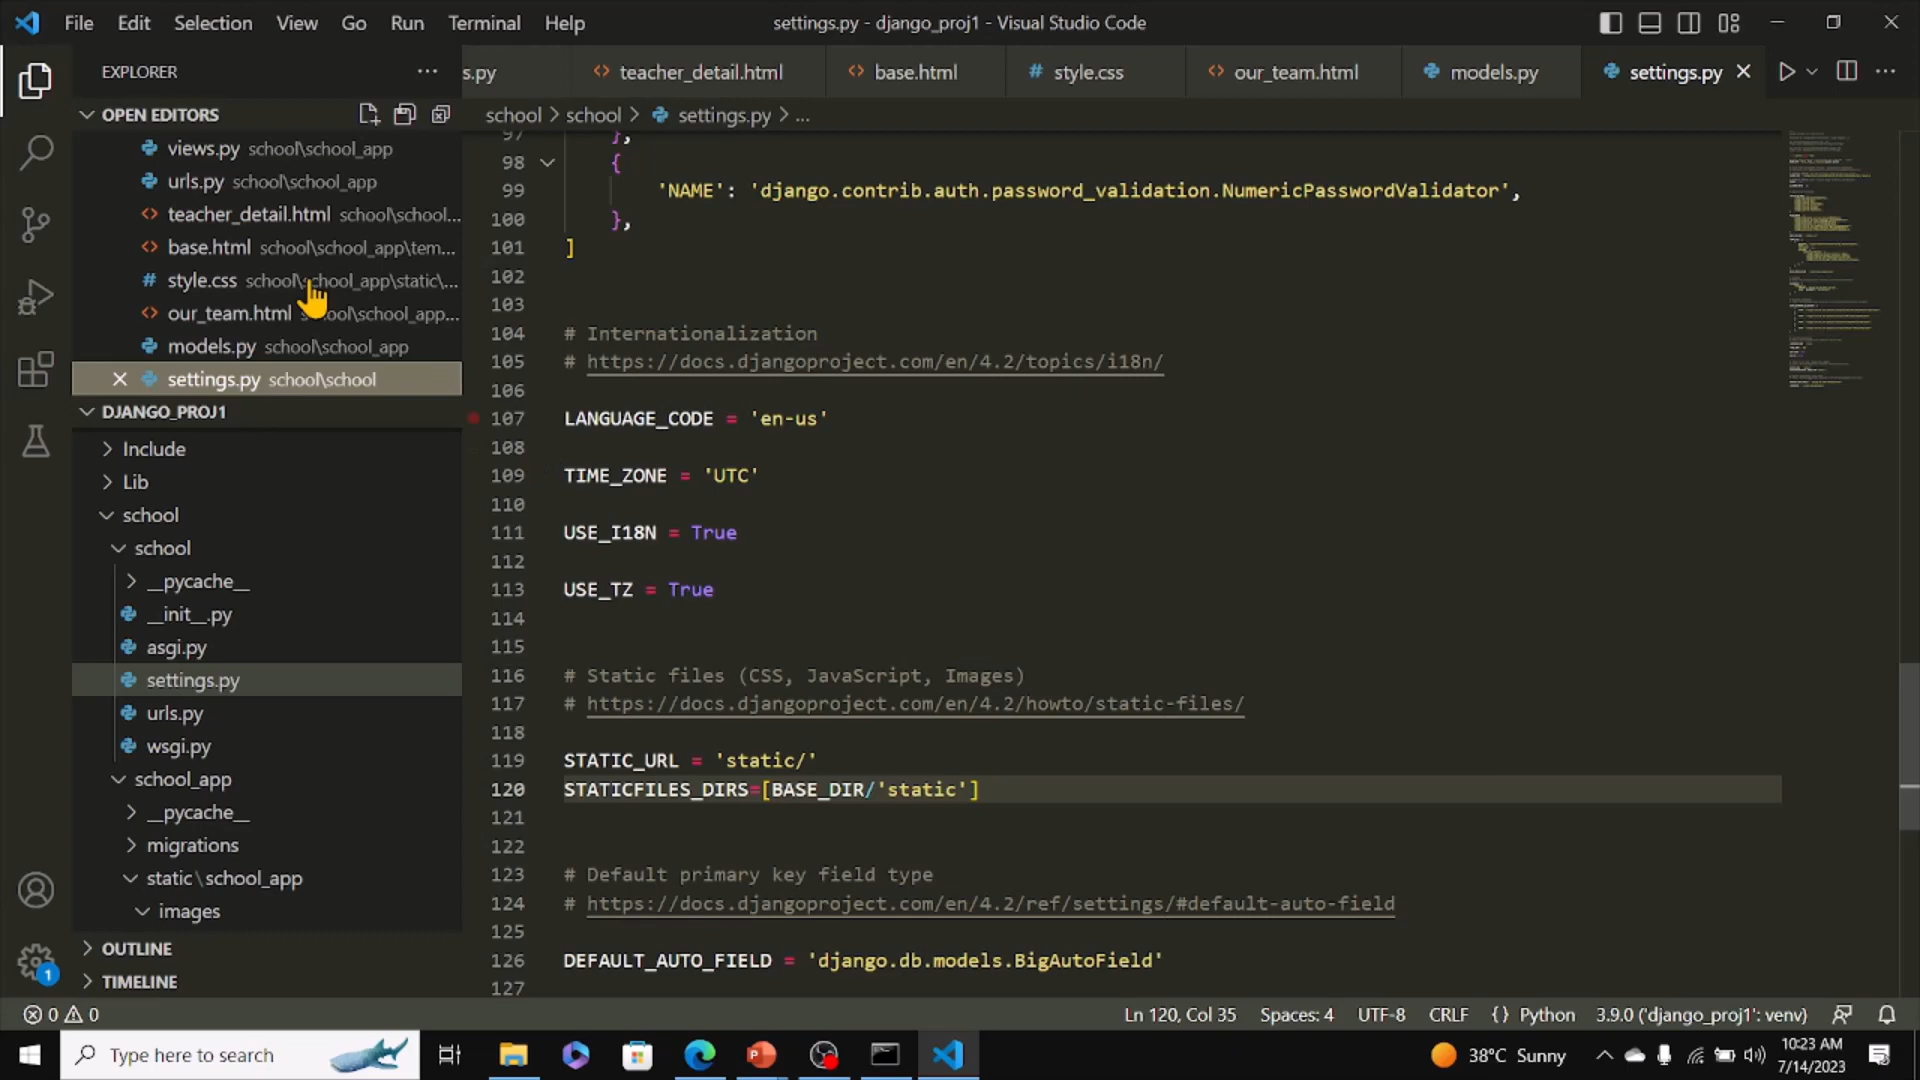 File Edit Selection View Go Run Terminal Help
settings.py - django_proj1 - Visual Studio Code
EXPLORER
s.py
teacher_detail.html
base.html
style.css
our_team.html
models.py
settings.py
OPEN EDITORS
school > school > settings.py > ...
views.py school\school_app
urls.py school\school_app
teacher_detail.html school\school...
base.html school\school_app\tem...
style.css school\school_app\static\...
our_team.html school\school_app...
models.py school\school_app
settings.py school\school
DJANGO_PROJ1
Include
Lib
school
school
__pycache__
__init__.py
asgi.py
settings.py
urls.py
wsgi.py
school_app
__pycache__
migrations
static\school_app
images
OUTLINE
TIMELINE
97 },
98 {
99 'NAME': 'django.contrib.auth.password_validation.NumericPasswordValidator',
100 },
101 ]
102
103
104 # Internationalization
105 # https://docs.djangoproject.com/en/4.2/topics/i18n/
106
107 LANGUAGE_CODE = 'en-us'
108
109 TIME_ZONE = 'UTC'
110
111 USE_I18N = True
112
113 USE_TZ = True
114
115
116 # Static files (CSS, JavaScript, Images)
117 # https://docs.djangoproject.com/en/4.2/howto/static-files/
118
119 STATIC_URL = 'static/'
120 STATICFILES_DIRS=[BASE_DIR/'static']
121
122
123 # Default primary key field type
124 # https://docs.djangoproject.com/en/4.2/ref/settings/#default-auto-field
125
126 DEFAULT_AUTO_FIELD = 'django.db.models.BigAutoField'
127
1
0 0
Ln 120, Col 35 Spaces: 4 UTF-8 CRLF {} Python 3.9.0 ('django_proj1': venv)
Type here to search
38°C Sunny
10:23 AM
7/14/2023